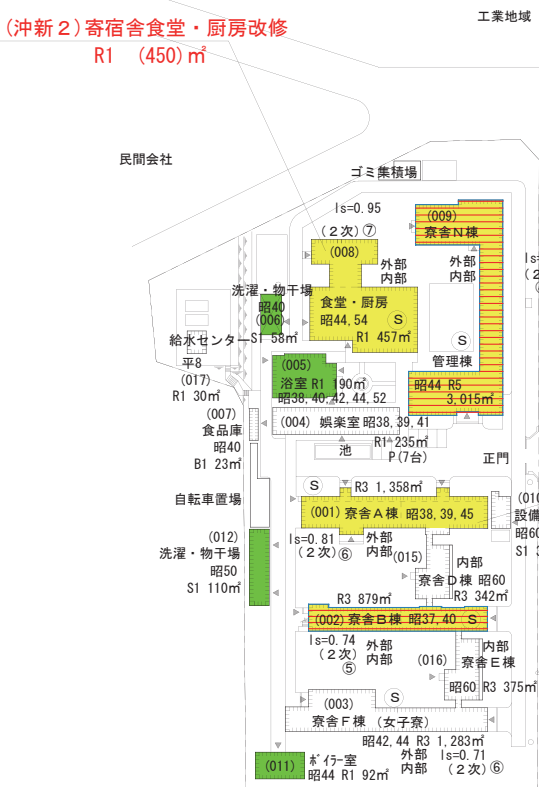 (沖新２)寄宿舎食堂・厨房改修
R1 (450)㎡
工業地域
民間会社
ゴミ集積場
Is=0.95
(２次)⑦
(008)
外部
内部
(009)
寮舎N棟
外部
内部
Is=
(２
洗濯・物干場
昭40
(006)
S1 58㎡
食堂・厨房
昭44,54
S
R1 457㎡
S
管理棟
昭44 R5
3,015㎡
給水センター
平8
(017)
R1 30㎡
(005)
浴室 R1 190㎡
昭38,40,42,44,52
(004) 娯楽室 昭38,39,41
R1 235㎡
池
P(7台)
正門
(007)
食品庫
昭40
B1 23㎡
自転車置場
S
R3 1,358㎡
(001) 寮舎A棟 昭38,39,45
Is=0.81
(２次)⑥
外部
内部
(010
設備
昭60
S1 3
(012)
洗濯・物干場
昭50
S1 110㎡
(015)
内部
寮舎D棟 昭60
R3 342㎡
R3 879㎡
(002) 寮舎B棟 昭37,40 S
Is=0.74
(２次)
⑤
外部
内部
(016)
内部
寮舎E棟
昭60 R3 375㎡
(003)
S
寮舎F棟 (女子寮)
昭42,44 R3 1,283㎡
外部
内部
Is=0.71
(２次)⑥
(011)
ボイラー室
昭44 R1 92㎡